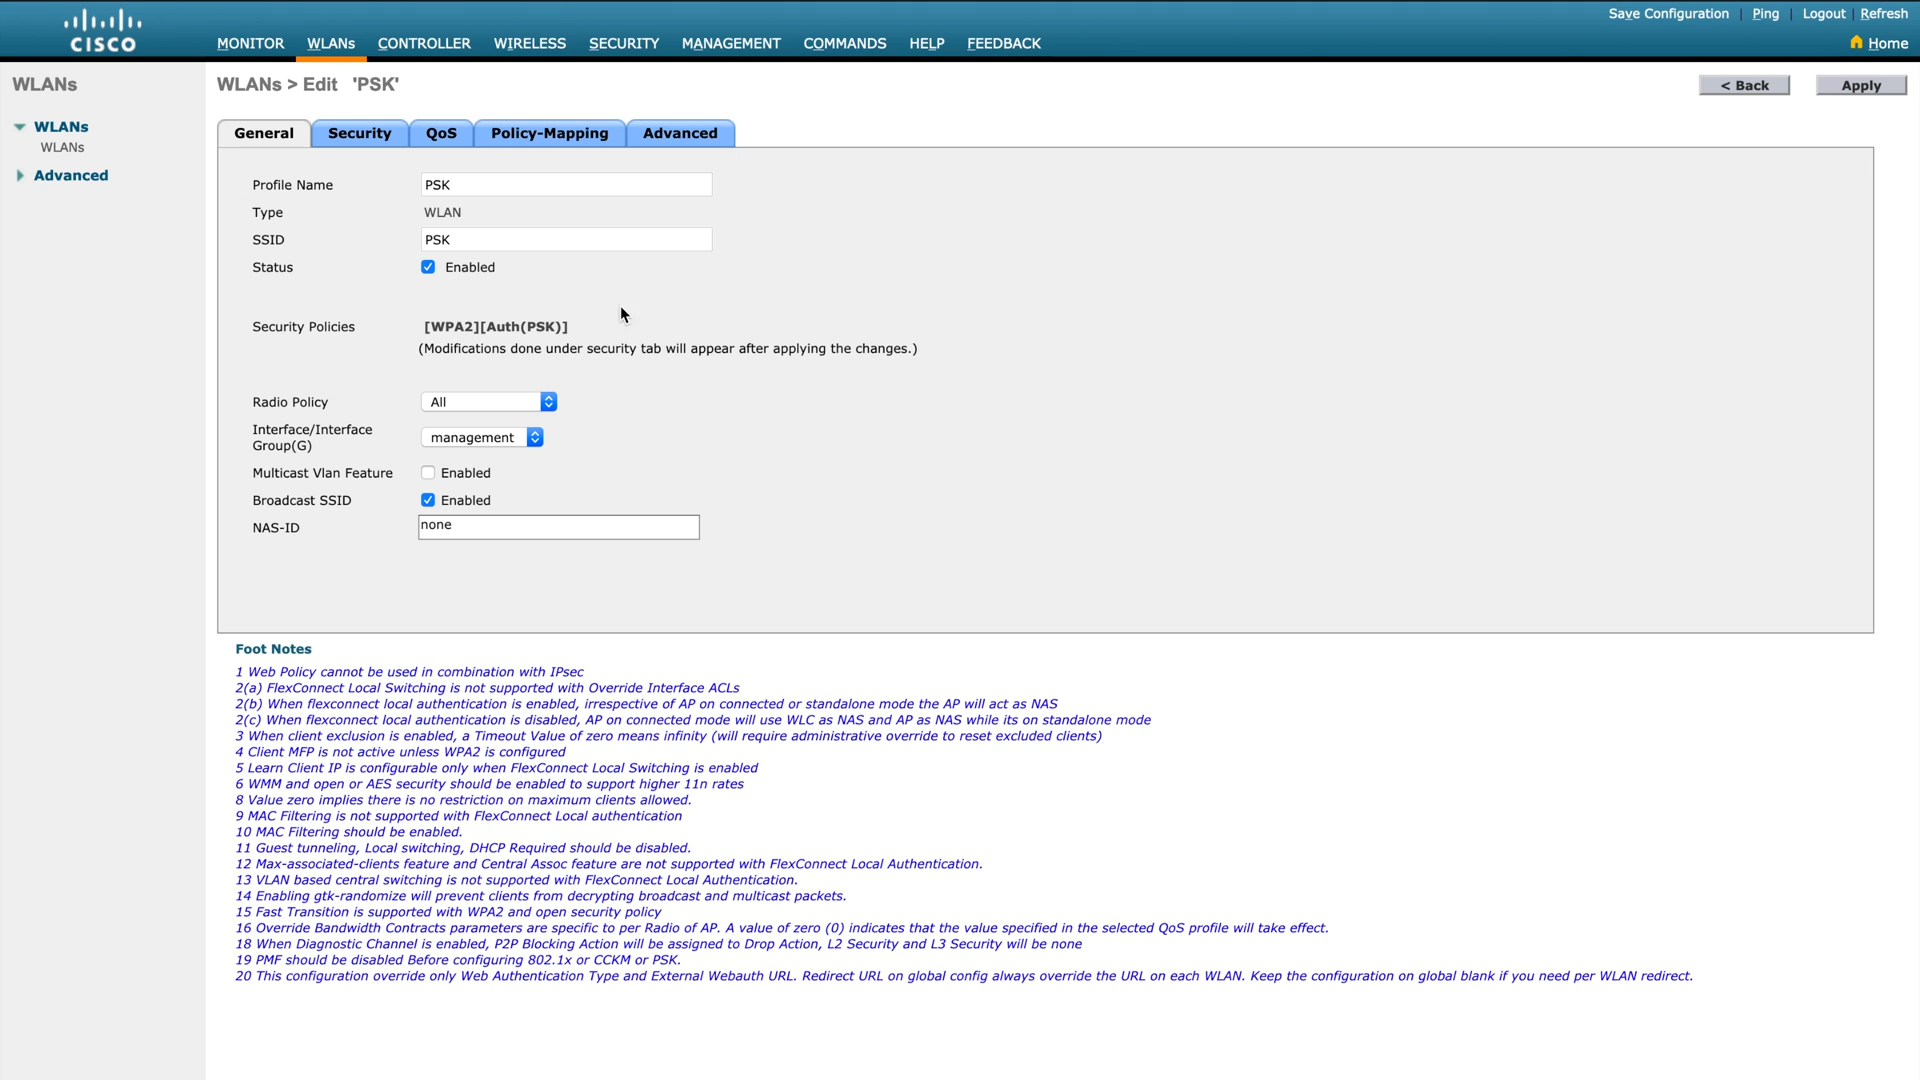 Save Configuration | Ping | Logout | Refresh
CISCO
MONITOR WLANs CONTROLLER WIRELESS SECURITY MANAGEMENT COMMANDS HELP FEEDBACK
Home
WLANs
WLANs
WLANs
Advanced
WLANs > Edit 'PSK'
< Back
Apply
General Security QoS Policy-Mapping Advanced
Profile Name PSK
Type WLAN
SSID PSK
Status Enabled
Security Policies [WPA2][Auth(PSK)]
(Modifications done under security tab will appear after applying the changes.)
Radio Policy All
Interface/Interface
Group(G) management
Multicast Vlan Feature Enabled
Broadcast SSID Enabled
NAS-ID none
Foot Notes
1 Web Policy cannot be used in combination with IPsec
2(a) FlexConnect Local Switching is not supported with Override Interface ACLs
2(b) When flexconnect local authentication is enabled, irrespective of AP on connected or standalone mode the AP will act as NAS
2(c) When flexconnect local authentication is disabled, AP on connected mode will use WLC as NAS and AP as NAS while its on standalone mode
3 When client exclusion is enabled, a Timeout Value of zero means infinity (will require administrative override to reset excluded clients)
4 Client MFP is not active unless WPA2 is configured
5 Learn Client IP is configurable only when FlexConnect Local Switching is enabled
6 WMM and open or AES security should be enabled to support higher 11n rates
8 Value zero implies there is no restriction on maximum clients allowed.
9 MAC Filtering is not supported with FlexConnect Local authentication
10 MAC Filtering should be enabled.
11 Guest tunneling, Local switching, DHCP Required should be disabled.
12 Max-associated-clients feature and Central Assoc feature are not supported with FlexConnect Local Authentication.
13 VLAN based central switching is not supported with FlexConnect Local Authentication.
14 Enabling gtk-randomize will prevent clients from decrypting broadcast and multicast packets.
15 Fast Transition is supported with WPA2 and open security policy
16 Override Bandwidth Contracts parameters are specific to per Radio of AP. A value of zero (0) indicates that the value specified in the selected QoS profile will take effect.
18 When Diagnostic Channel is enabled, P2P Blocking Action will be assigned to Drop Action, L2 Security and L3 Security will be none
19 PMF should be disabled Before configuring 802.1x or CCKM or PSK.
20 This configuration override only Web Authentication Type and External Webauth URL. Redirect URL on global config always override the URL on each WLAN. Keep the configuration on global blank if you need per WLAN redirect.